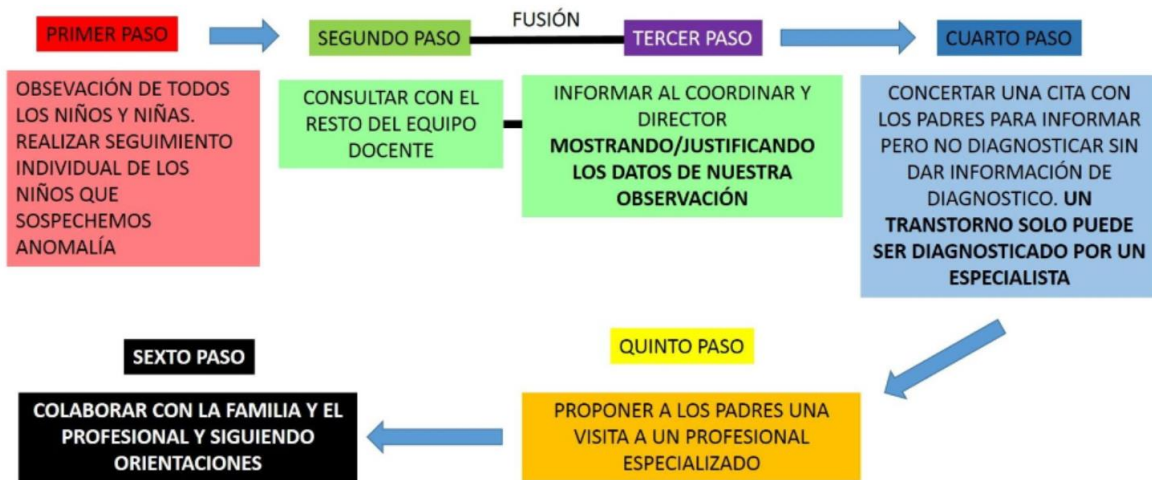 FUSIÓN
PRIMER PASO
SEGUNDO PASO
TERCER PASO
CUARTO PASO
OBSEVACIÓN DE TODOS
LOS NIÑOS Y NIÑAS.
REALIZAR SEGUIMIENTO
INDIVIDUAL DE LOS
NIÑOS QUE
SOSPECHEMOS
ANOMALÍA
CONSULTAR CON EL
RESTO DEL EQUIPO
DOCENTE
INFORMAR AL COORDINAR Y
DIRECTOR
MOSTRANDO/JUSTIFICANDO
LOS DATOS DE NUESTRA
OBSERVACIÓN
CONCERTAR UNA CITA CON
LOS PADRES PARA INFORMAR
PERO NO DIAGNOSTICAR SIN
DAR INFORMACIÓN DE
DIAGNOSTICO. UN
TRANSTORNO SOLO PUEDE
SER DIAGNOSTICADO POR UN
ESPECIALISTA
QUINTO PASO
PROPONER A LOS PADRES UNA
VISITA A UN PROFESIONAL
ESPECIALIZADO
SEXTO PASO
COLABORAR CON LA FAMILIA Y EL
PROFESIONAL Y SIGUIENDO
ORIENTACIONES